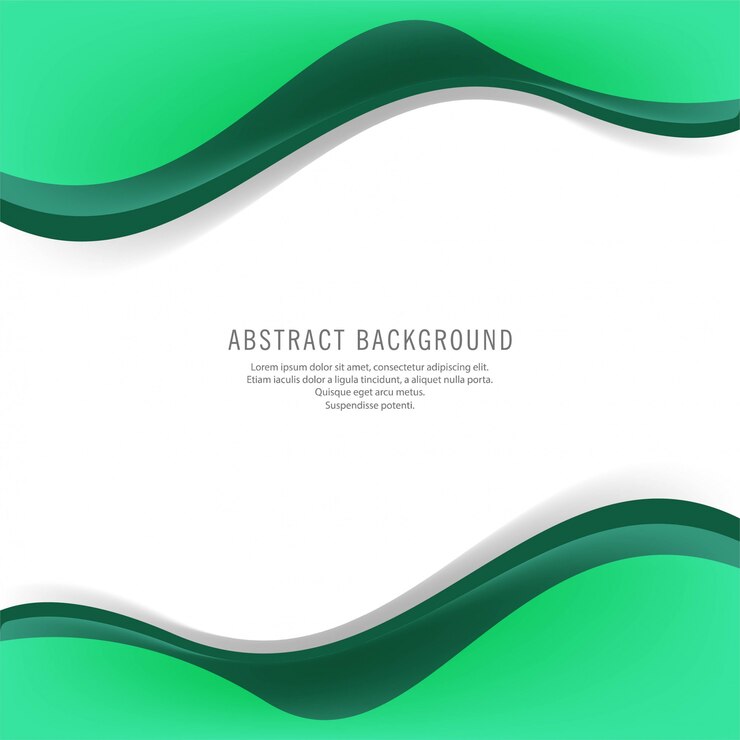 ABSTRACT BACKGROUND
Lorem ipsum dolor sit amet, consectetur adipiscing elit.
Etiam iaculis dolor a ligula tincidunt, a aliquet nulla porta.
Quisque eget arcu metus.
Suspendisse potenti.